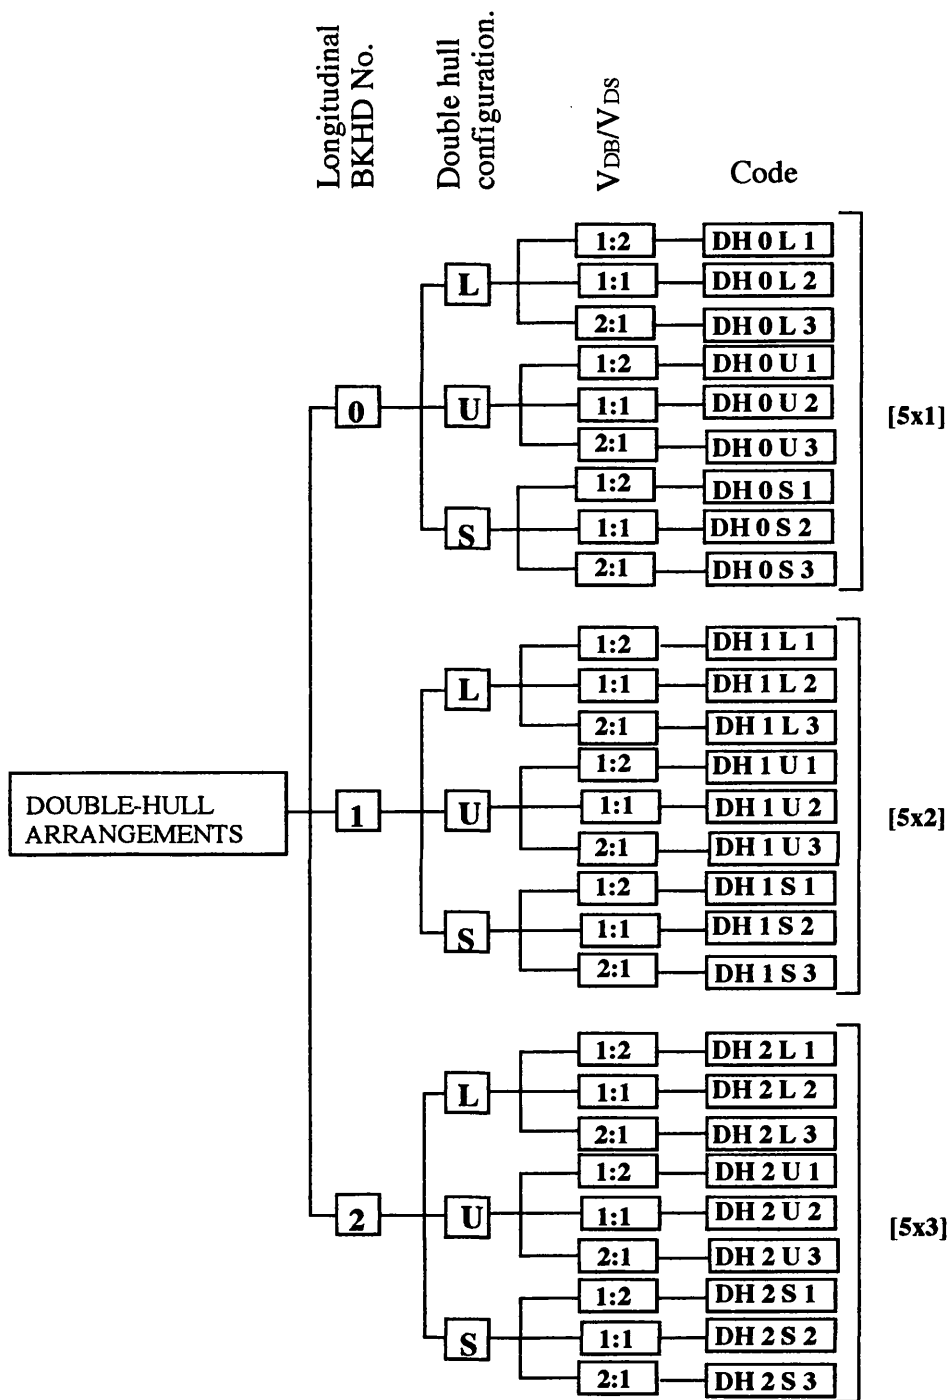 Longitudinal
BKHD No.
Double hull
configuration.
VDB/VDS
Code
1:2 DH 0 L 1
L 1:1 DH 0 L 2
2:1 DH 0 L 3
1:2 DH 0 U 1
0 U 1:1 DH 0 U 2 [5x1]
2:1 DH 0 U 3
1:2 DH 0 S 1
S 1:1 DH 0 S 2
2:1 DH 0 S 3
1:2 DH 1 L 1
L 1:1 DH 1 L 2
2:1 DH 1 L 3
1:2 DH 1 U 1
DOUBLE-HULL
ARRANGEMENTS
1 U 1:1 DH 1 U 2 [5x2]
2:1 DH 1 U 3
1:2 DH 1 S 1
S 1:1 DH 1 S 2
2:1 DH 1 S 3
1:2 DH 2 L 1
L 1:1 DH 2 L 2
2:1 DH 2 L 3
1:2 DH 2 U 1
2 U 1:1 DH 2 U 2 [5x3]
2:1 DH 2 U 3
1:2 DH 2 S 1
S 1:1 DH 2 S 2
2:1 DH 2 S 3